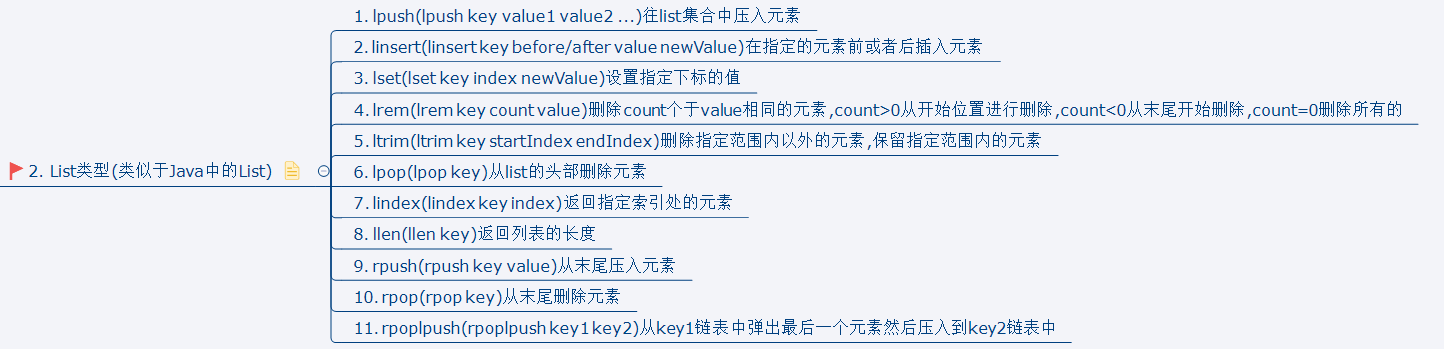 2. List类型(类似于Java中的List)
1. lpush(lpush key value1 value2 ...)往list集合中压入元素
2. linsert(linsert key before/after value newValue)在指定的元素前或者后插入元素
3. lset(lset key index newValue)设置指定下标的值
4. lrem(lrem key count value)删除count个于value相同的元素,count>0从开始位置进行删除,count<0从末尾开始删除,count=0删除所有的
5. ltrim(ltrim key startIndex endIndex)删除指定范围内以外的元素,保留指定范围内的元素
6. lpop(lpop key)从list的头部删除元素
7. lindex(lindex key index)返回指定索引处的元素
8. llen(llen key)返回列表的长度
9. rpush(rpush key value)从末尾压入元素
10. rpop(rpop key)从末尾删除元素
11. rpoplpush(rpoplpush key1 key2)从key1链表中弹出最后一个元素然后压入到key2链表中